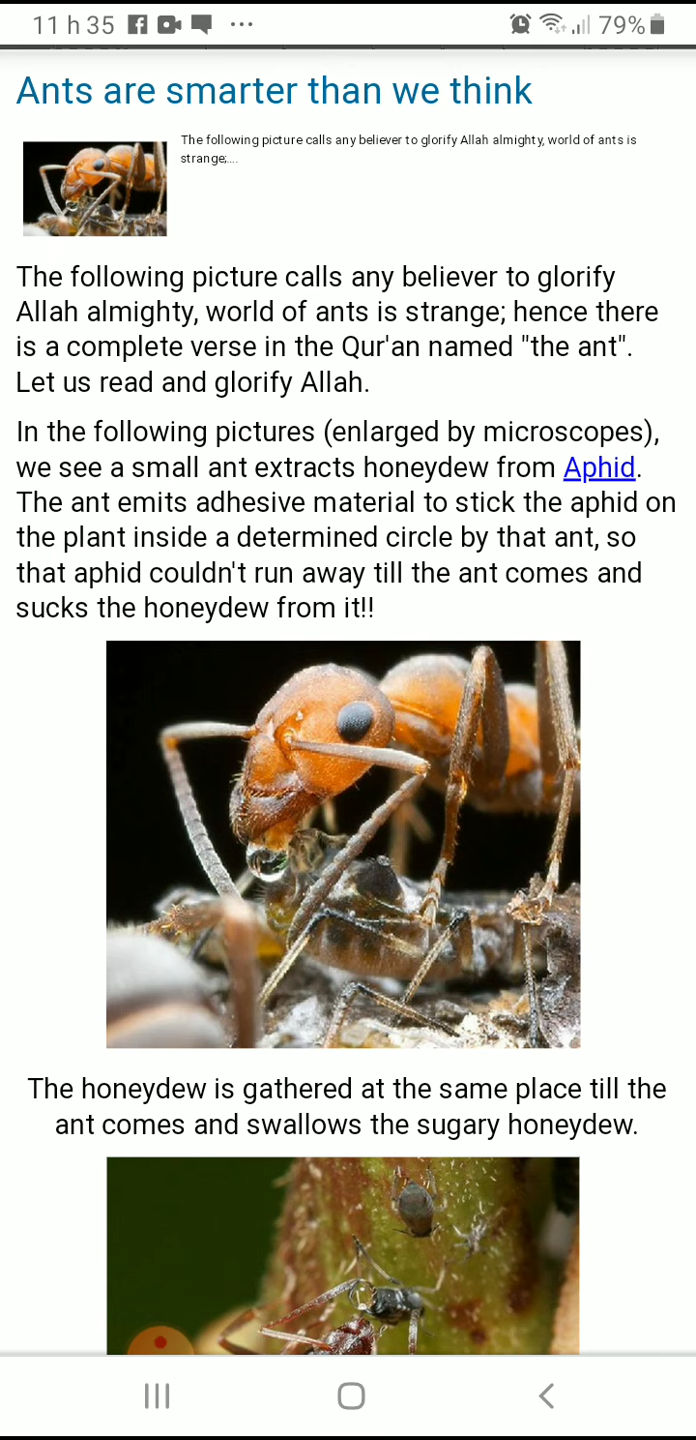 11 h 35
79%
Ants are smarter than we think
The following picture calls any believer to glorify Allah almighty, world of ants is
strange;....
The following picture calls any believer to glorify
Allah almighty, world of ants is strange; hence there
is a complete verse in the Qur'an named "the ant".
Let us read and glorify Allah.
In the following pictures (enlarged by microscopes),
we see a small ant extracts honeydew from Aphid.
The ant emits adhesive material to stick the aphid on
the plant inside a determined circle by that ant, so
that aphid couldn't run away till the ant comes and
sucks the honeydew from it!!
The honeydew is gathered at the same place till the
ant comes and swallows the sugary honeydew.